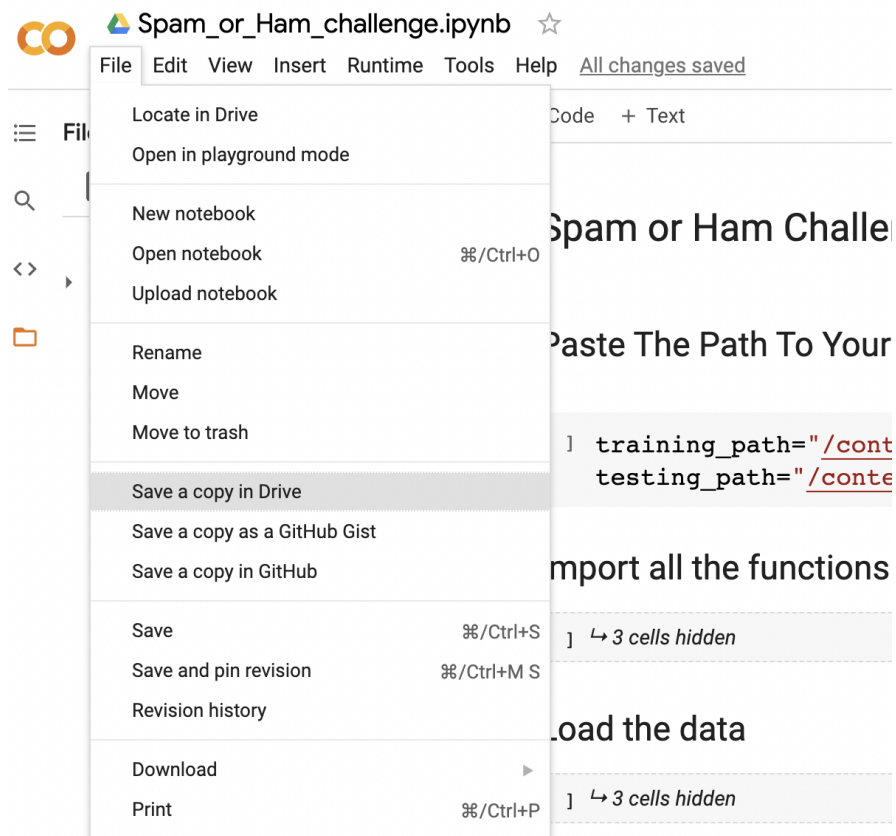 Spam_or_Ham_challenge.ipynb
File Edit View Insert Runtime Tools Help All changes saved
Code + Text
Locate in Drive
Open in playground mode
New notebook
Open notebook ⌘/Ctrl+O
Upload notebook
Rename
Move
Move to trash
Save a copy in Drive
Save a copy as a GitHub Gist
Save a copy in GitHub
Save ⌘/Ctrl+S
Save and pin revision ⌘/Ctrl+M S
Revision history
Download
Print ⌘/Ctrl+P
Spam or Ham
Paste The Path To Your
] training_path="/cont
testing_path="/conte
mport all the functions
] ↳ 3 cells hidden
Load the data
] ↳ 3 cells hidden